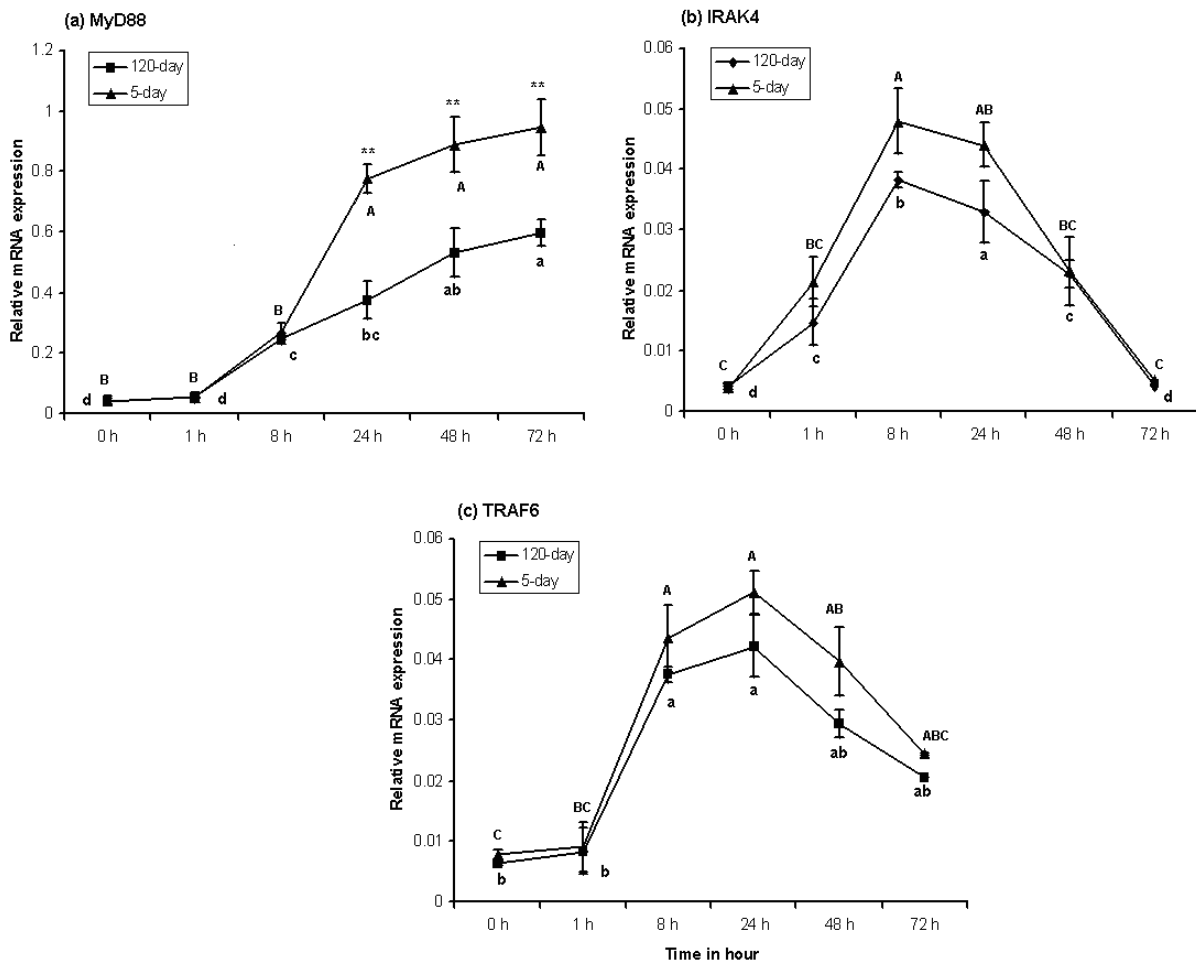 (a) MyD88
1.2
120-day
5-day
**
**
1
**
A
A
0.8
A
Relative mRNA expression
0.6
a
ab
0.4
B
bc
c
0.2
B
B
d
d
0
0 h 1 h 8 h 24 h 48 h 72 h
(b) IRAK4
0.06
120-day
5-day
A
AB
0.05
0.04
Relative mRNA expression
b
BC
BC
0.03
a
0.02
c
c
0.01
C
C
d
d
0
0 h 1 h 8 h 24 h 48 h 72 h
(c) TRAF6
0.06
120-day
5-day
A
A
0.05
AB
0.04
Relative mRNA expression
a
a
0.03
ABC
ab
0.02
ab
BC
C
0.01
b
b
0
0 h 1 h 8 h 24 h 48 h 72 h
Time in hour